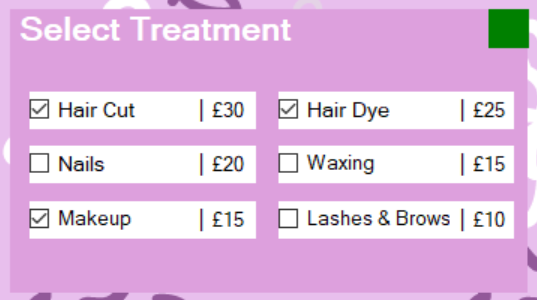 Select Treatment
Hair Cut | £30
Hair Dye | £25
Nails | £20
Waxing | £15
Makeup | £15
Lashes & Brows | £10